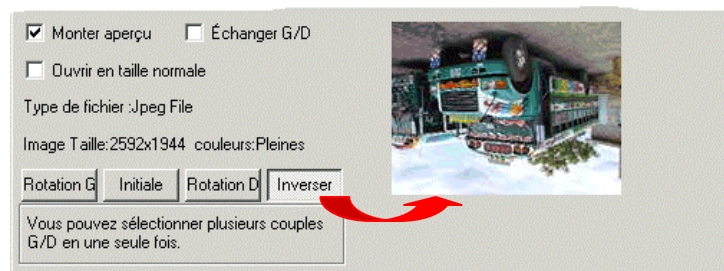 Monter aperçu Échanger G/D
Ouvrir en taille normale
Type de fichier :Jpeg File
Image Taille:2592x1944 couleurs:Pleines
Rotation G Initiale Rotation D Inverser
Vous pouvez sélectionner plusieurs couples
G/D en une seule fois.